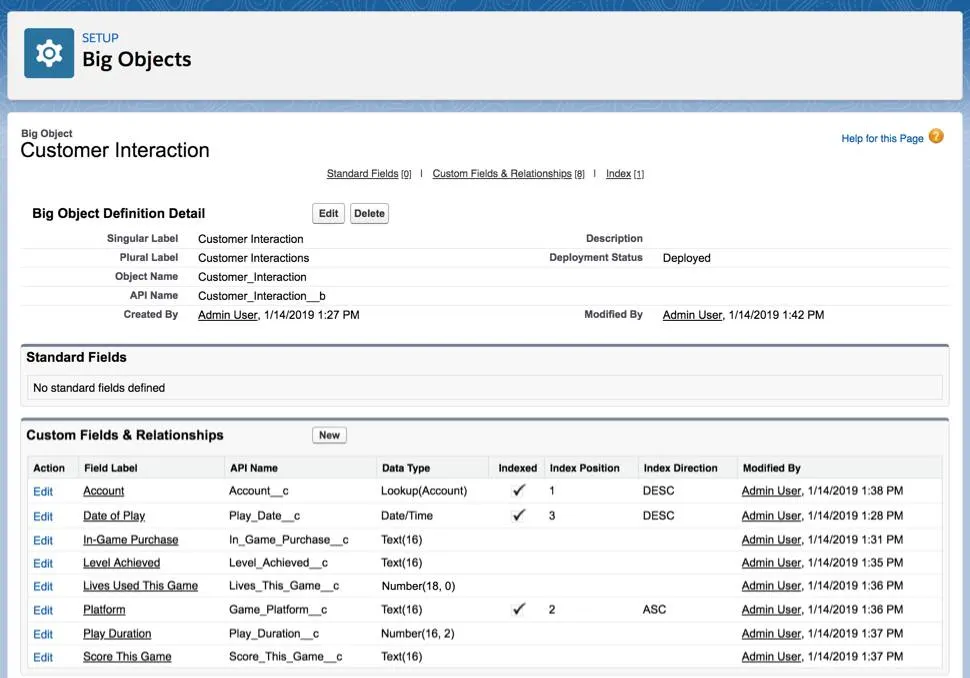 SETUP
Big Objects
Big Object
Customer Interaction
Help for this Page ?
Standard Fields [0] | Custom Fields & Relationships [8] | Index [1]
Big Object Definition Detail Edit Delete
Singular Label Customer Interaction Description
Plural Label Customer Interactions Deployment Status Deployed
Object Name Customer_Interaction
API Name Customer_Interaction__b
Created By Admin User, 1/14/2019 1:27 PM Modified By Admin User, 1/14/2019 1:42 PM
Standard Fields
No standard fields defined
Custom Fields & Relationships New
Action Field Label API Name Data Type Indexed Index Position Index Direction Modified By
Edit Account Account__c Lookup(Account) ✓ 1 DESC Admin User, 1/14/2019 1:38 PM
Edit Date of Play Play_Date__c Date/Time ✓ 3 DESC Admin User, 1/14/2019 1:28 PM
Edit In-Game Purchase In_Game_Purchase__c Text(16) Admin User, 1/14/2019 1:31 PM
Edit Level Achieved Level_Achieved__c Text(16) Admin User, 1/14/2019 1:35 PM
Edit Lives Used This Game Lives_This_Game__c Number(18, 0) Admin User, 1/14/2019 1:36 PM
Edit Platform Game_Platform__c Text(16) ✓ 2 ASC Admin User, 1/14/2019 1:36 PM
Edit Play Duration Play_Duration__c Number(16, 2) Admin User, 1/14/2019 1:37 PM
Edit Score This Game Score_This_Game__c Text(16) Admin User, 1/14/2019 1:37 PM